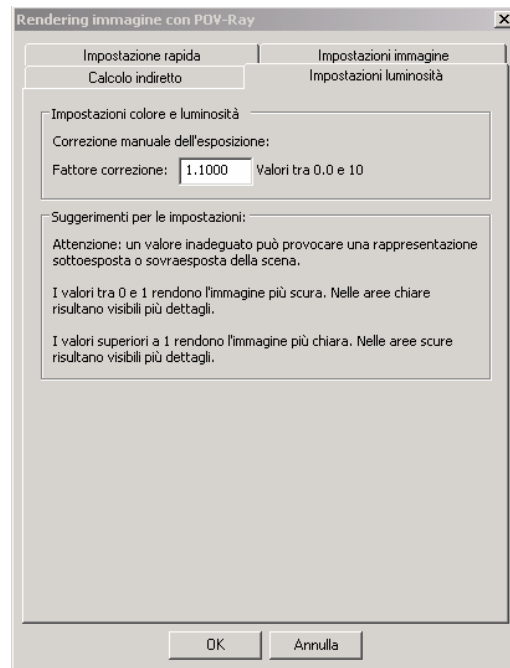 Rendering immagine con POV-Ray
Impostazione rapida
Impostazioni immagine
Calcolo indiretto
Impostazioni luminosità
Impostazioni colore e luminosità
Correzione manuale dell'esposizione:
Fattore correzione: 1.1000 Valori tra 0.0 e 10
Suggerimenti per le impostazioni:
Attenzione: un valore inadeguato può provocare una rappresentazione
sottoesposta o sovraesposta della scena.
I valori tra 0 e 1 rendono l'immagine più scura. Nelle aree chiare
risultano visibili più dettagli.
I valori superiori a 1 rendono l'immagine più chiara. Nelle aree scure
risultano visibili più dettagli.
OK
Annulla